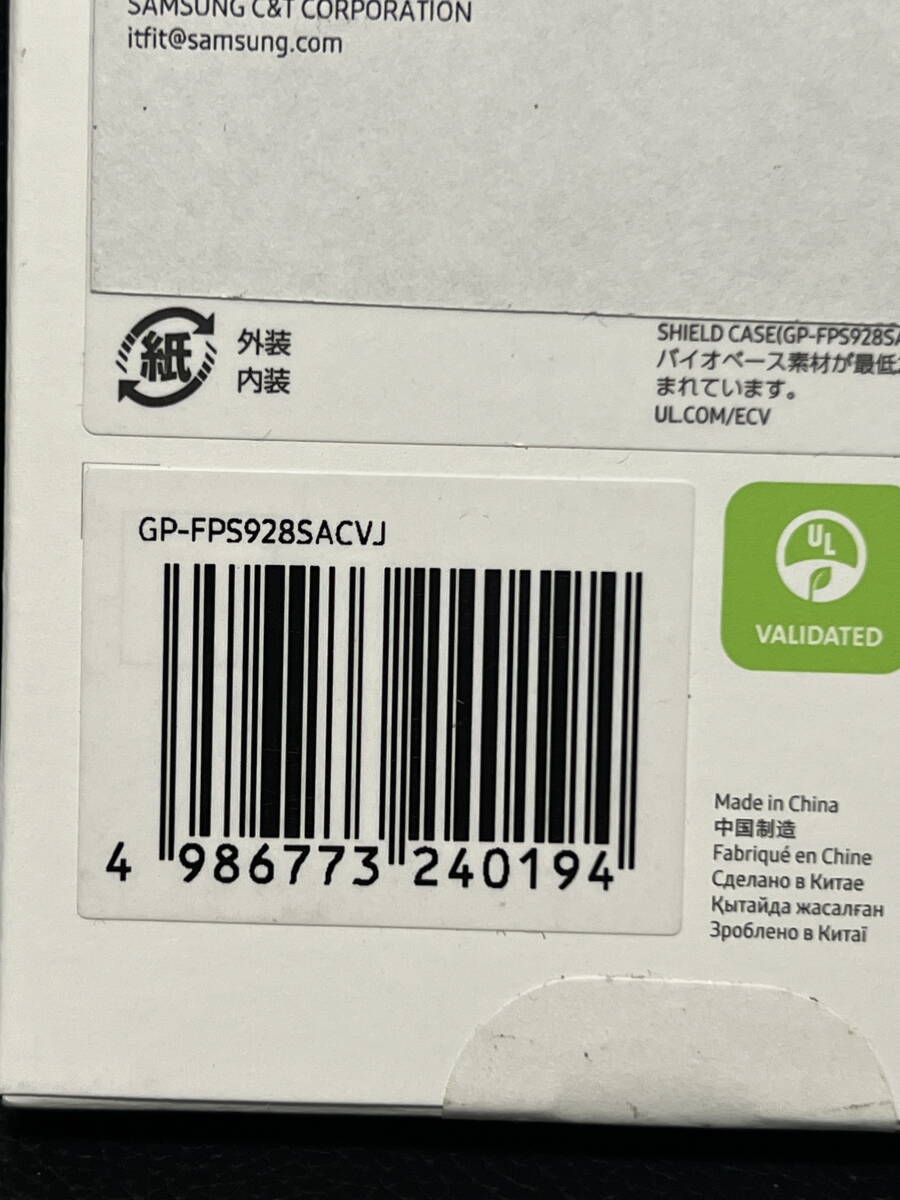 SAMSUNG C&T CORPORATION
itfit@samsung.com
紙
外装
内装
SHIELD CASE(GP-FPS928SA
バイオベース素材が最低
まれています。
UL.COM/ECV
GP-FPS928SACVJ
4 986773 240194
UL
VALIDATED
Made in China
中国制造
Fabriqué en Chine
Сделано в Китае
Қытайда жасалған
Зроблено в Китаї